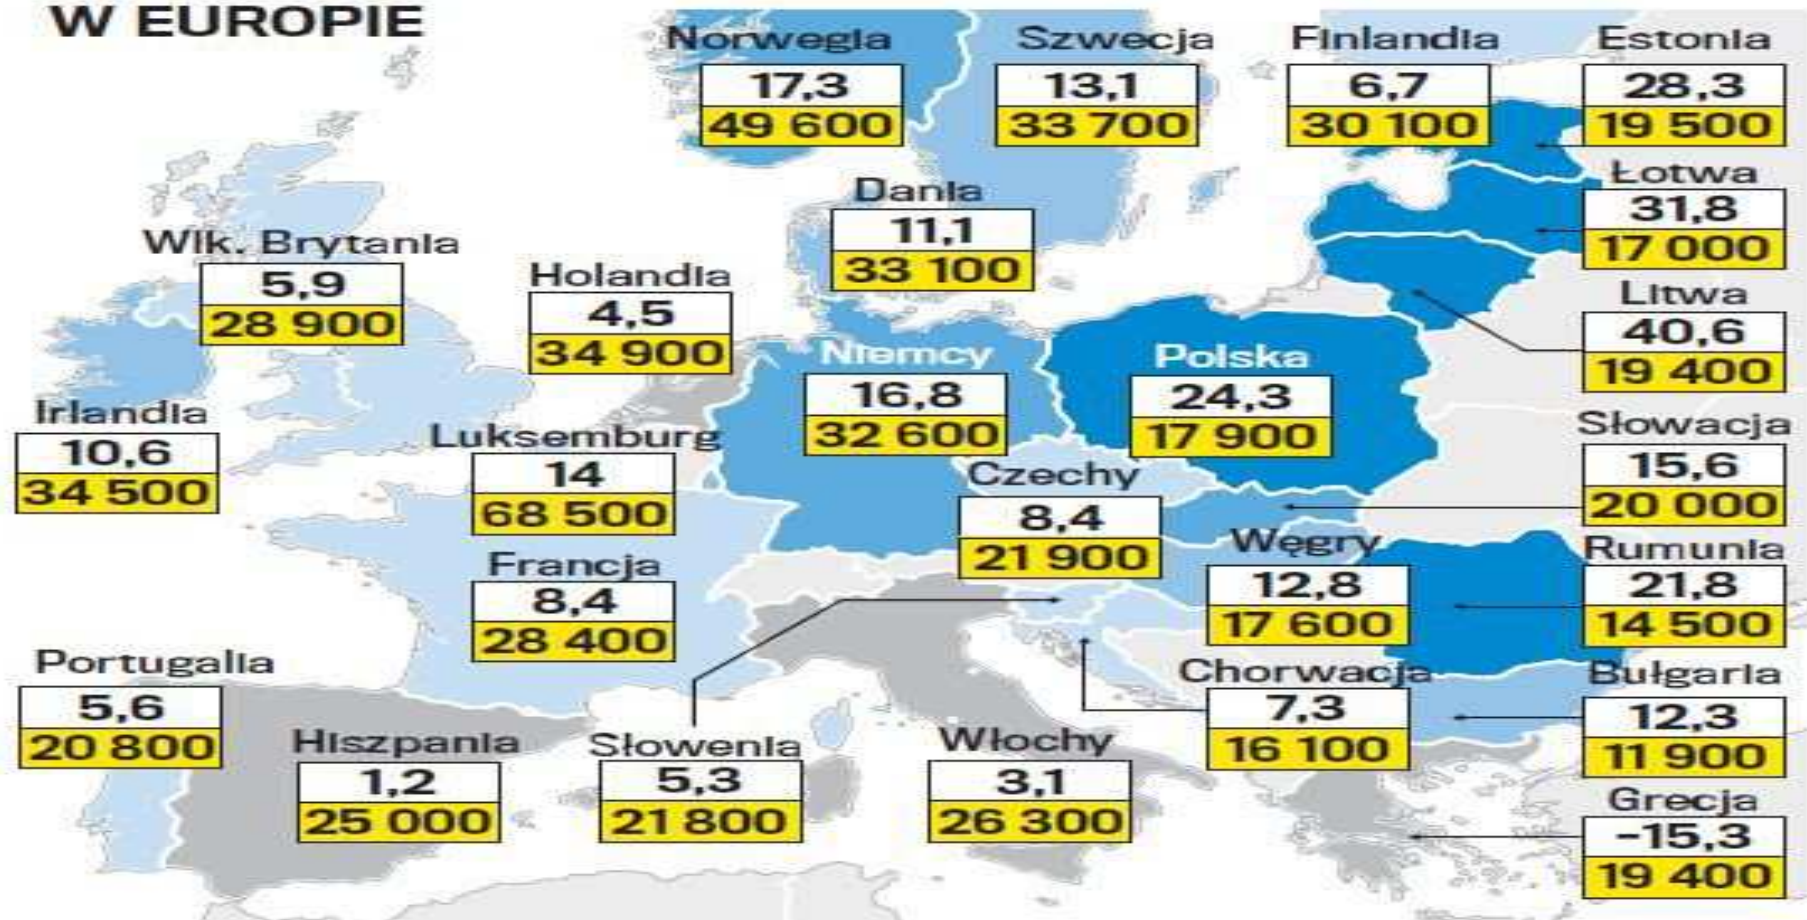 W EUROPIE
Norwegia
17,3
49 600
Szwecja
13,1
33 700
Finlandia
6,7
30 100
Estonia
28,3
19 500
Łotwa
31,8
17 000
Dania
11,1
33 100
Wlk. Brytania
5,9
28 900
Holandia
4,5
34 900
Litwa
40,6
19 400
Niemcy
16,8
32 600
Polska
24,3
17 900
Irlandia
10,6
34 500
Luksemburg
14
68 500
Czechy
8,4
21 900
Słowacja
15,6
20 000
Francja
8,4
28 400
Węgry
12,8
17 600
Rumunia
21,8
14 500
Portugalia
5,6
20 800
Chorwacja
7,3
16 100
Bułgaria
12,3
11 900
Hiszpania
1,2
25 000
Słowenia
5,3
21 800
Włochy
3,1
26 300
Grecja
-15,3
19 400